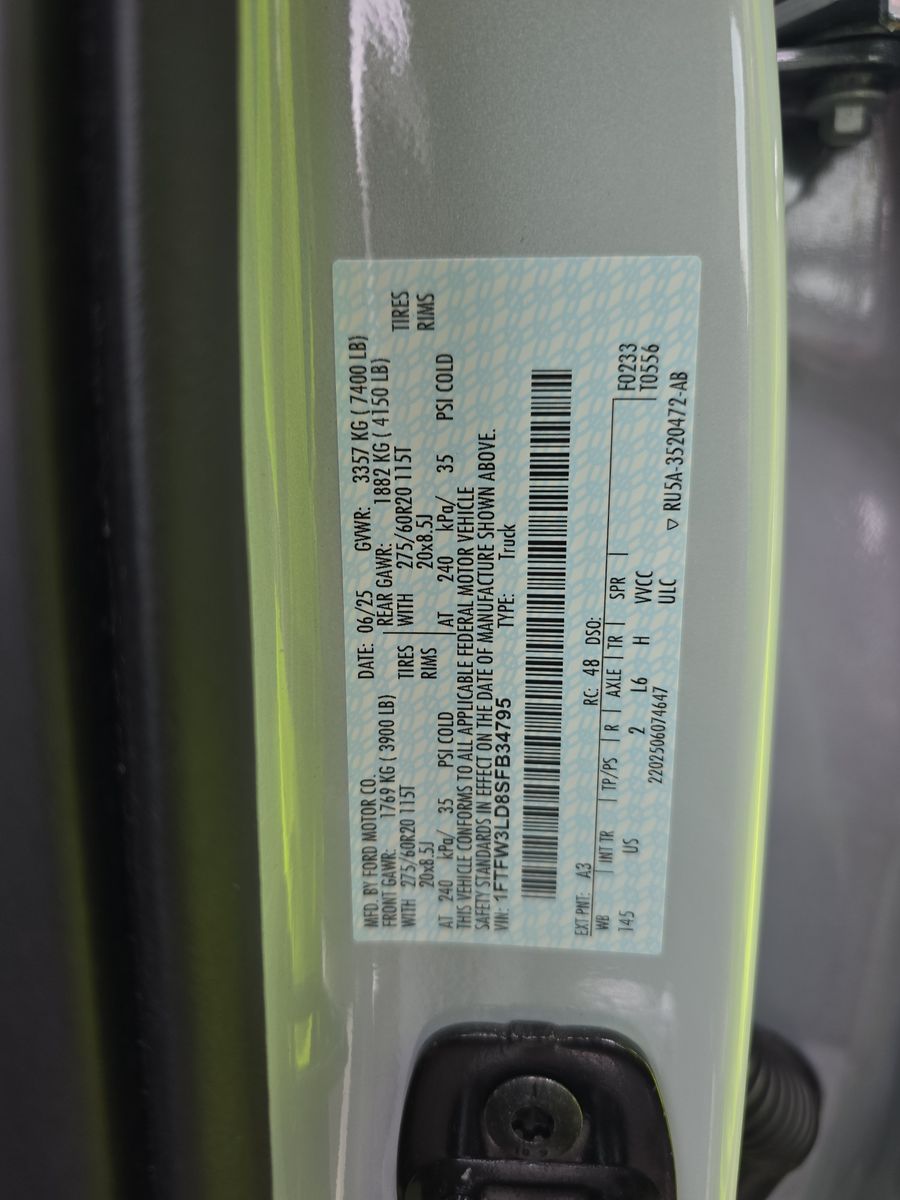 MFD. BY FORD MOTOR CO.
DATE: 06/25 GVWR: 3357 KG ( 7400 LB)
FRONT GAWR: 1769 KG ( 3900 LB) REAR GAWR: 1882 KG ( 4150 LB)
WITH 275/60R20 115T TIRES WITH 275/60R20 115T TIRES
20x8.5J RIMS 20x8.5J RIMS
AT 240 kPa/ 35 PSI COLD AT 240 kPa/ 35 PSI COLD
THIS VEHICLE CONFORMS TO ALL APPLICABLE FEDERAL MOTOR VEHICLE
SAFETY STANDARDS IN EFFECT ON THE DATE OF MANUFACTURE SHOWN ABOVE.
VIN: 1FTFW3LD8SFB34795 TYPE: Truck
EXT PNT: A3 RC: 48 DSO:
WB INT TR TP/PS R AXLE TR SPR F0233
145 US 2 L6 H VVCC T0556
2202506074647 ULC ▽ RU5A-3520472-AB